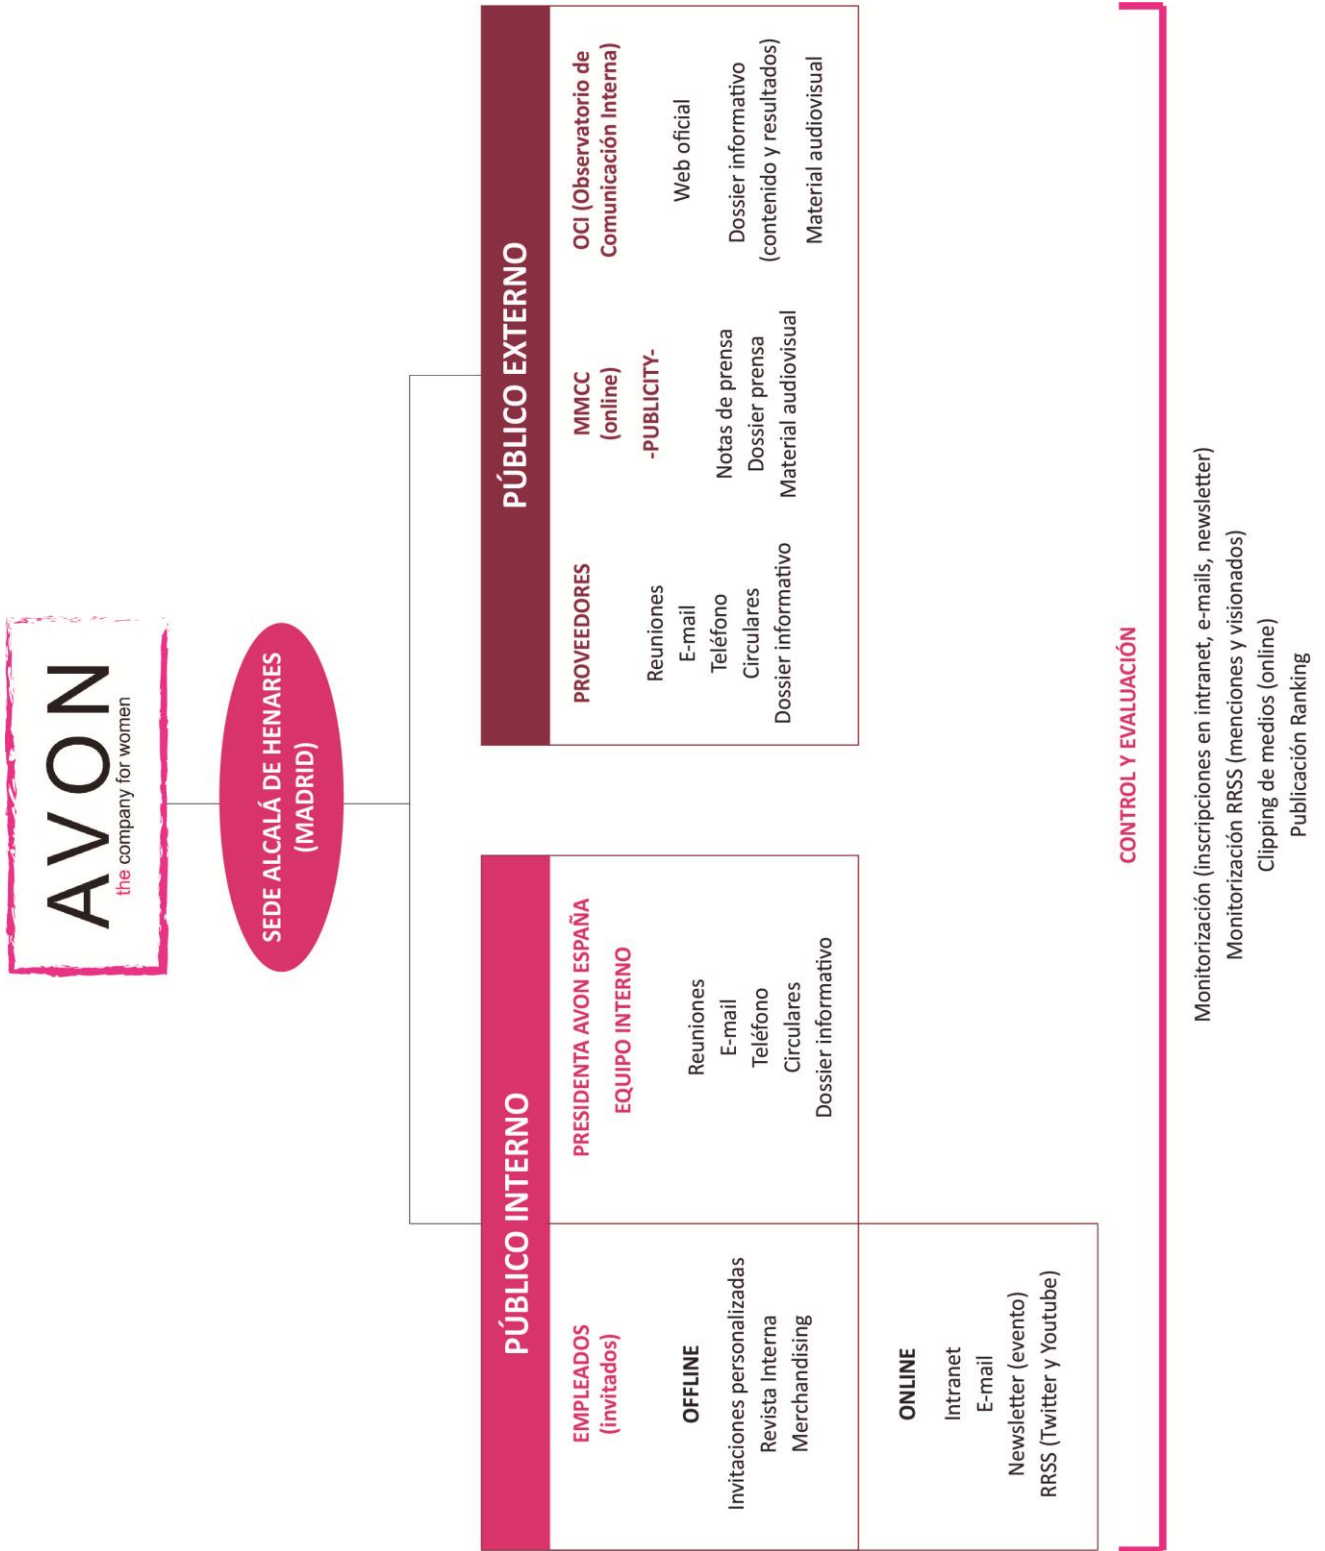 AVON
the company for women
SEDE ALCALÁ DE HENARES
(MADRID)
PÚBLICO INTERNO
EMPLEADOS
(invitados)
OFFLINE
Invitaciones personalizadas
Revista Interna
Merchandising
ONLINE
Intranet
E-mail
Newsletter (evento)
RRSS (Twitter y Youtube)
PRESIDENTA AVON ESPAÑA
EQUIPO INTERNO
Reuniones
E-mail
Teléfono
Circulares
Dossier informativo
PÚBLICO EXTERNO
PROVEEDORES
Reuniones
E-mail
Teléfono
Circulares
Dossier informativo
MMCC
(online)
-PUBLICITY-
Notas de prensa
Dossier prensa
Material audiovisual
OCI (Observatorio de
Comunicación Interna)
Web oficial
Dossier informativo
(contenido y resultados)
Material audiovisual
CONTROL Y EVALUACIÓN
Monitorización (inscripciones en intranet, e-mails, newsletter)
Monitorización RRSS (menciones y visionados)
Clipping de medios (online)
Publicación Ranking